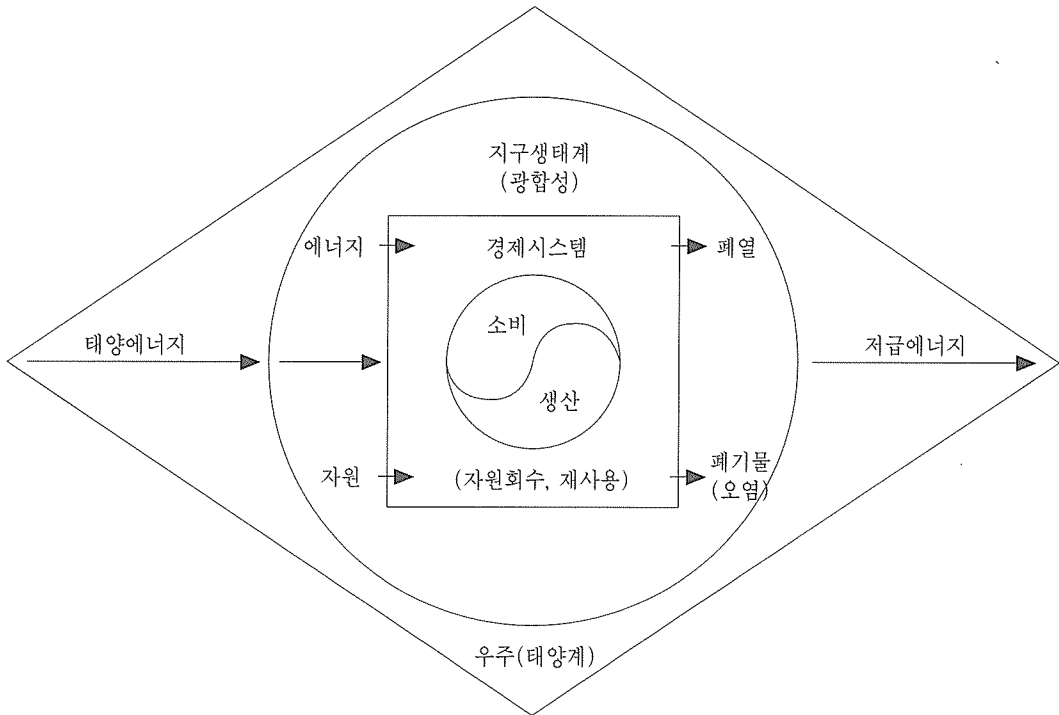 지구생태계
(광합성)
에너지
경제시스템
폐열
소비
태양에너지
저급에너지
생산
자원
(자원회수, 재사용)
폐기물
(오염)
우주(태양계)